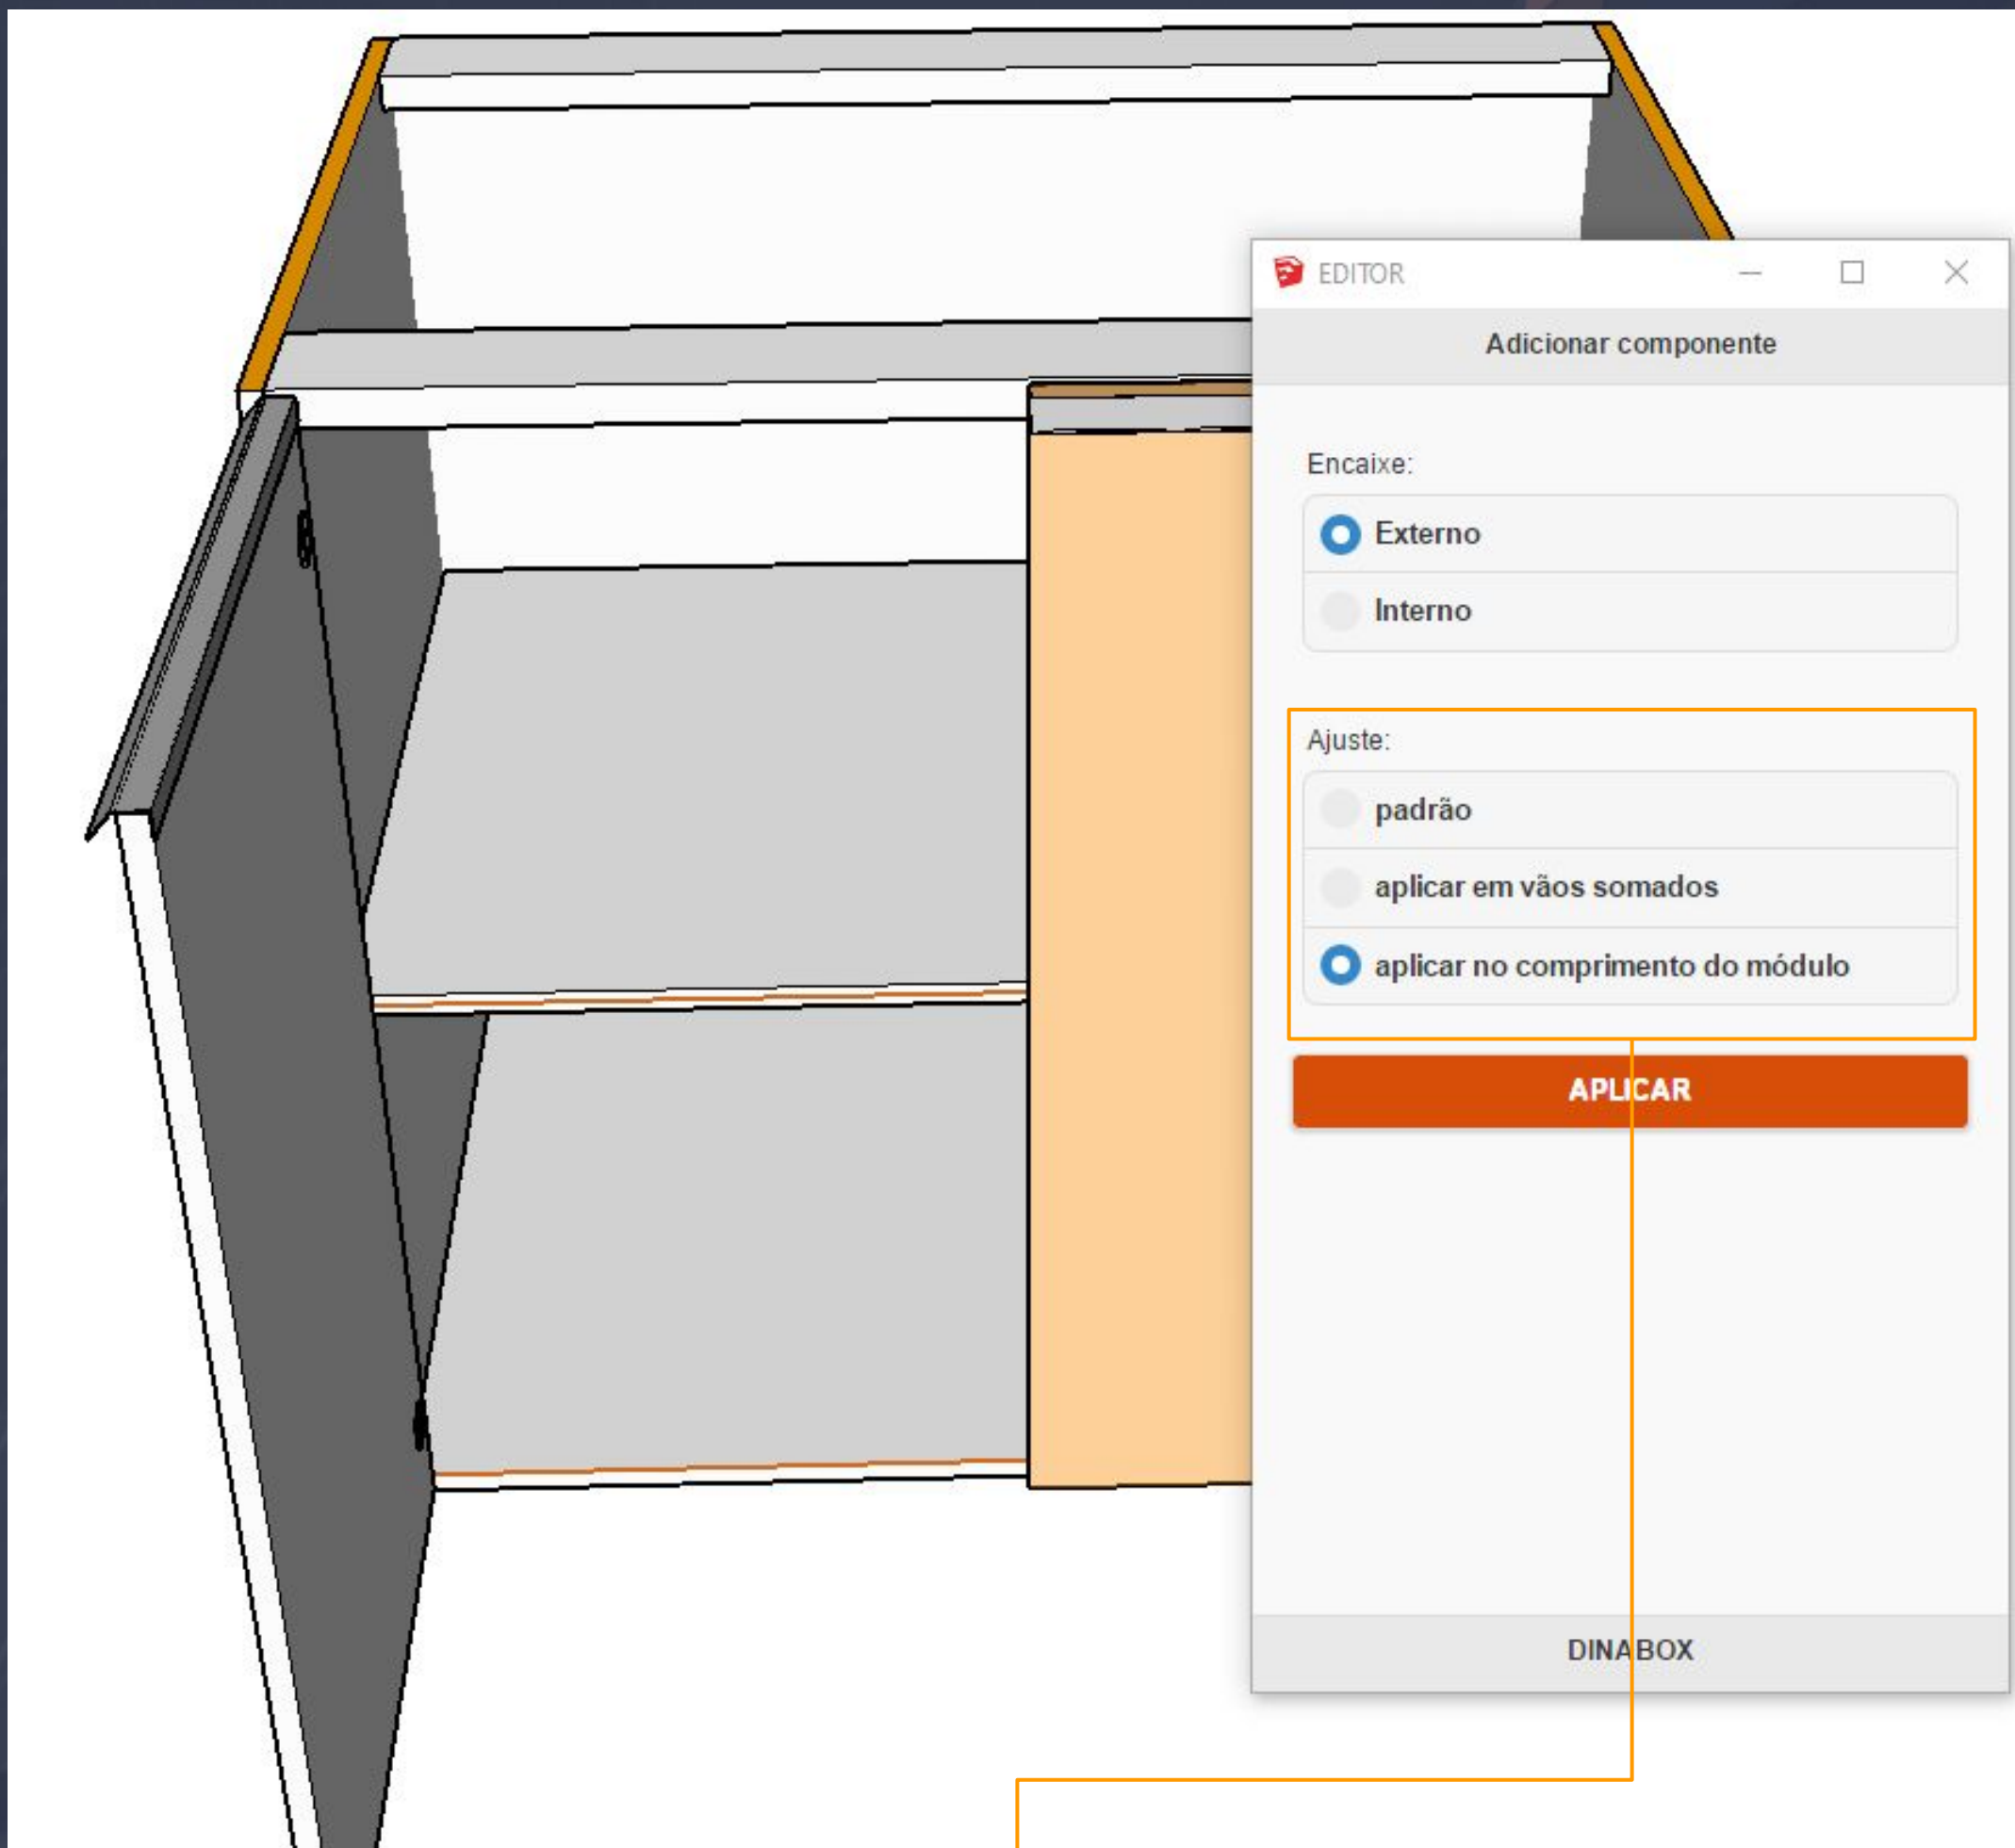 EDITOR
Adicionar componente
Encaixe:
Externo
Interno
Ajuste:
padrão
aplicar em vãos somados
aplicar no comprimento do módulo
APLICAR
DINABOX